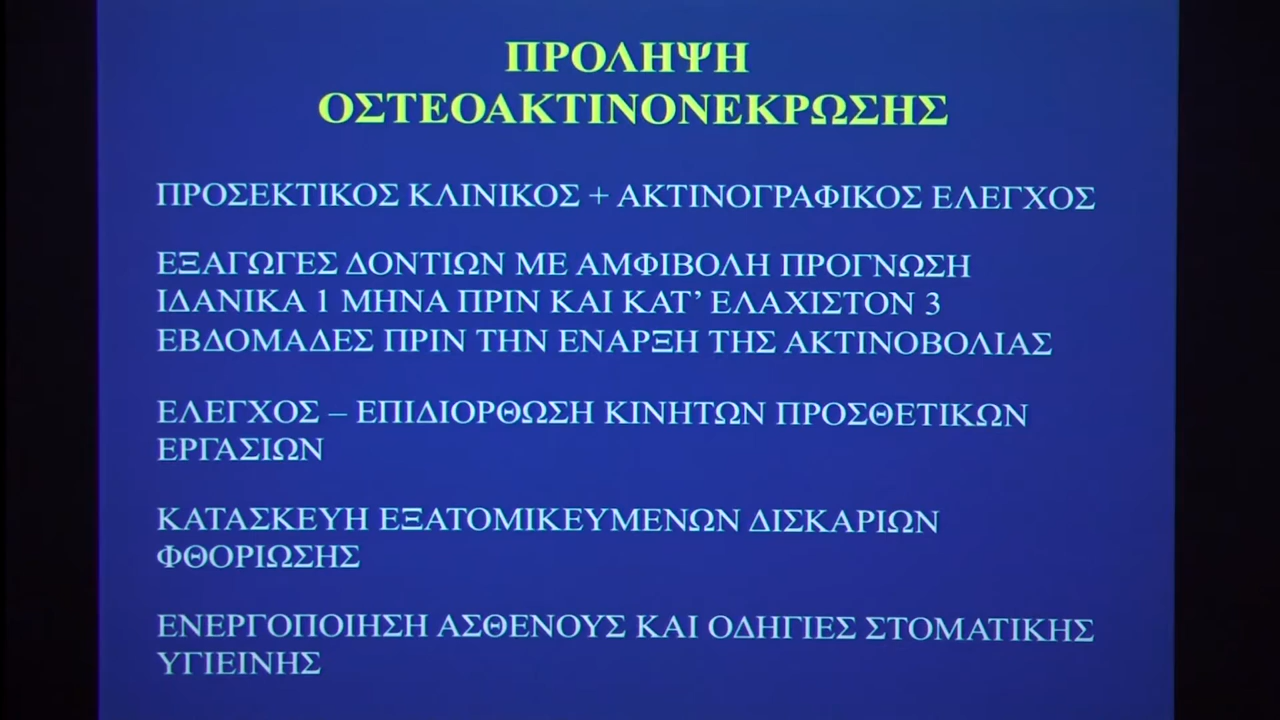 ΠΡΟΛΗΨΗ
ΟΣΤΕΟΑΚΤΙΝΟΝΕΚΡΩΣΗΣ
ΠΡΟΣΕΚΤΙΚΟΣ ΚΛΙΝΙΚΟΣ + ΑΚΤΙΝΟΓΡΑΦΙΚΟΣ ΕΛΕΓΧΟΣ
ΕΞΑΓΩΓΕΣ ΔΟΝΤΙΩΝ ΜΕ ΑΜΦΙΒΟΛΗ ΠΡΟΓΝΩΣΗ
ΙΔΑΝΙΚΑ 1 ΜΗΝΑ ΠΡΙΝ ΚΑΙ ΚΑΤ’ ΕΛΑΧΙΣΤΟΝ 3
ΕΒΔΟΜΑΔΕΣ ΠΡΙΝ ΤΗΝ ΕΝΑΡΞΗ ΤΗΣ ΑΚΤΙΝΟΒΟΛΙΑΣ
ΕΛΕΓΧΟΣ – ΕΠΙΔΙΟΡΘΩΣΗ ΚΙΝΗΤΩΝ ΠΡΟΣΘΕΤΙΚΩΝ
ΕΡΓΑΣΙΩΝ
ΚΑΤΑΣΚΕΥΗ ΕΞΑΤΟΜΙΚΕΥΜΕΝΩΝ ΔΙΣΚΑΡΙΩΝ
ΦΘΟΡΙΩΣΗΣ
ΕΝΕΡΓΟΠΟΙΗΣΗ ΑΣΘΕΝΟΥΣ ΚΑΙ ΟΔΗΓΙΕΣ ΣΤΟΜΑΤΙΚΗΣ
ΥΓΙΕΙΝΗΣ